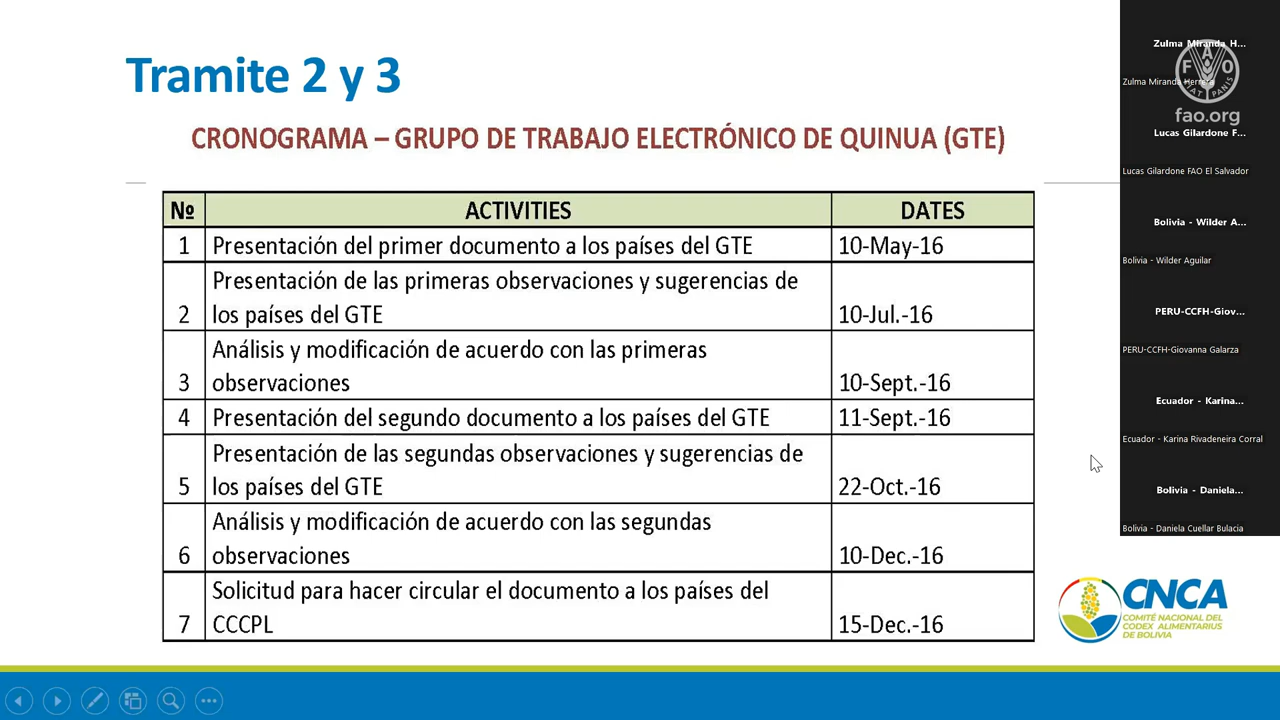 Tramite 2 y 3
CRONOGRAMA – GRUPO DE TRABAJO ELECTRÓNICO DE QUINUA (GTE)
Nº ACTIVITIES DATES
1 Presentación del primer documento a los países del GTE 10-May-16
Presentación de las primeras observaciones y sugerencias de
2 los países del GTE 10-Jul.-16
Análisis y modificación de acuerdo con las primeras
3 observaciones 10-Sept.-16
4 Presentación del segundo documento a los países del GTE 11-Sept.-16
Presentación de las segundas observaciones y sugerencias de
5 los países del GTE 22-Oct.-16
Análisis y modificación de acuerdo con las segundas
6 observaciones 10-Dec.-16
Solicitud para hacer circular el documento a los países del
7 CCCPL 15-Dec.-16
CNCA
COMITÉ NACIONAL DEL
CODEX ALIMENTARIUS
DE BOLIVIA
Zulma Miranda H...
Zulma Miranda Herrera
FAO
FIAT PANIS
fao.org
Lucas Gilardone F...
Lucas Gilardone FAO El Salvador
Bolivia - Wilder A...
Bolivia - Wilder Aguilar
PERU-CCFH-Giov...
PERU-CCFH-Giovanna Galarza
Ecuador - Karina...
Ecuador - Karina Rivadeneira Corral
Bolivia - Daniela...
Bolivia - Daniela Cuellar Bulacia